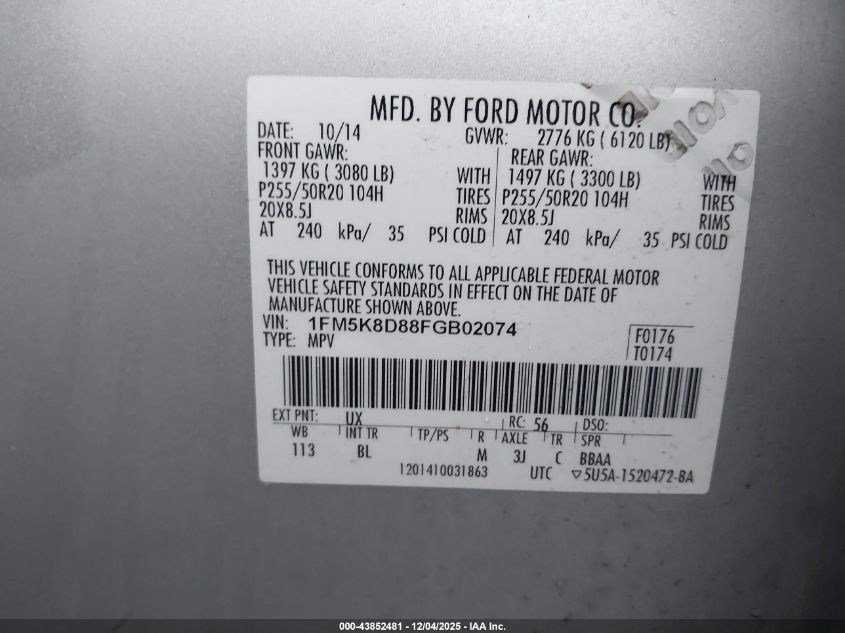 MFD. BY FORD MOTOR CO.
DATE: 10/14 GVWR: 2776 KG ( 6120 LB)
FRONT GAWR: REAR GAWR:
1397 KG ( 3080 LB) WITH 1497 KG ( 3300 LB) WITH
P255/50R20 104H TIRES P255/50R20 104H TIRES
20X8.5J RIMS 20X8.5J RIMS
AT 240 kPa/ 35 PSI COLD AT 240 kPa/ 35 PSI COLD
THIS VEHICLE CONFORMS TO ALL APPLICABLE FEDERAL MOTOR
VEHICLE SAFETY STANDARDS IN EFFECT ON THE DATE OF
MANUFACTURE SHOWN ABOVE.
VIN: 1FM5K8D88FGB02074
TYPE: MPV
F0176
T0174
EXT PNT: UX RC: 56 DSO:
WB INT TR TP/PS R AXLE TR SPR
113 BL M 3J C BBAA
1201410031863 UTC ▽5U5A-1520472-BA
VOID
000-43852481 - 12/04/2025 - IAA Inc.